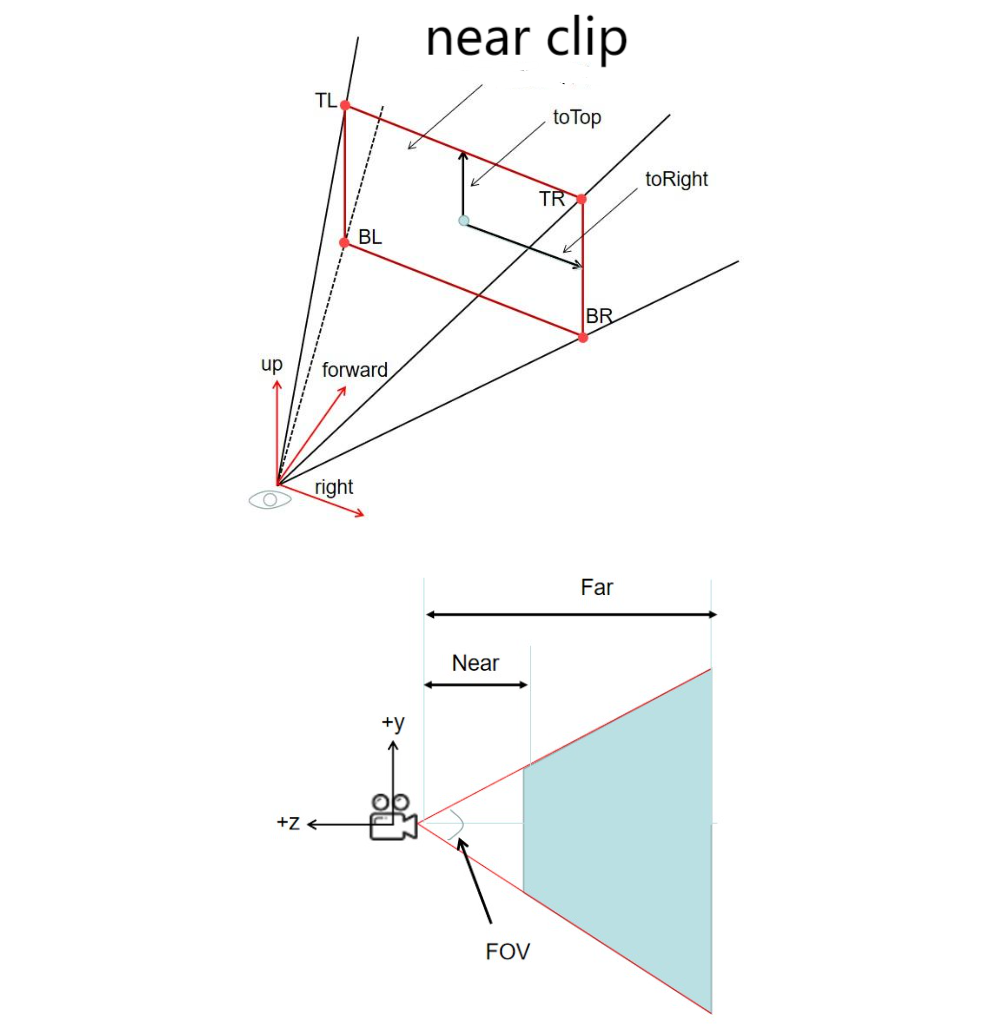 near clip
TL
toTop
toRight
TR
BL
BR
up
forward
right
Far
Near
+y
+z
FOV